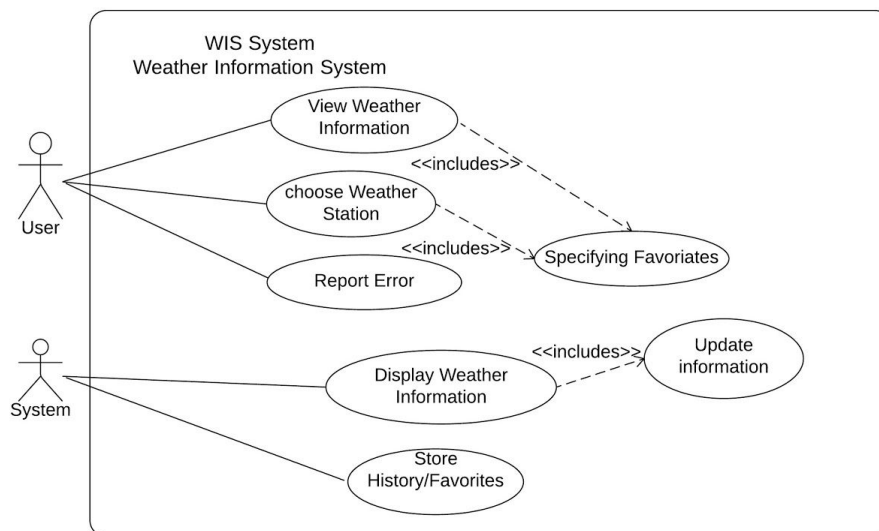 WIS System
Weather Information System
View Weather
Information
<<includes>>
choose Weather
Station
User
<<includes>>
Specifying Favoriates
Report Error
Update
information
<<includes>>
Display Weather
Information
System
Store
History/Favorites